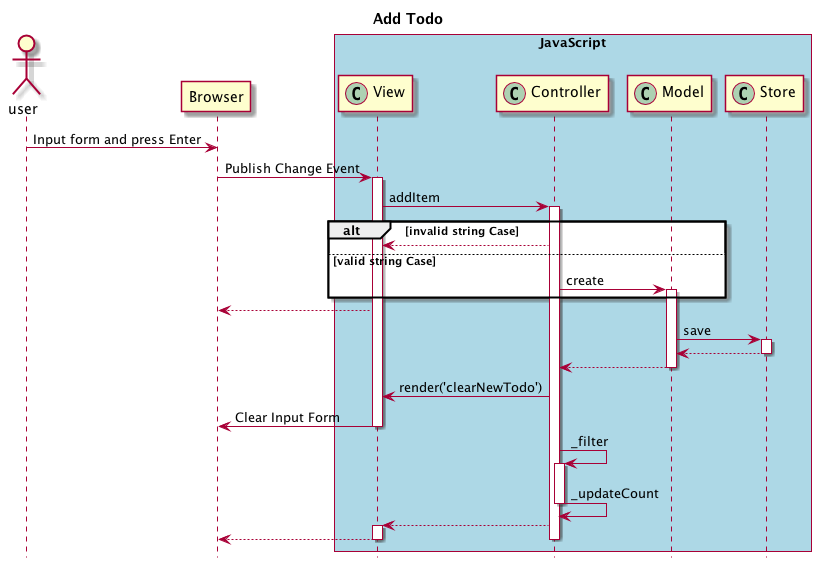 Add Todo
JavaScript
user
Browser
C View
C Controller
C Model
C Store
Input form and press Enter
Publish Change Event
addItem
alt [invalid string Case]
[valid string Case]
create
save
render('clearNewTodo')
Clear Input Form
_filter
_updateCount